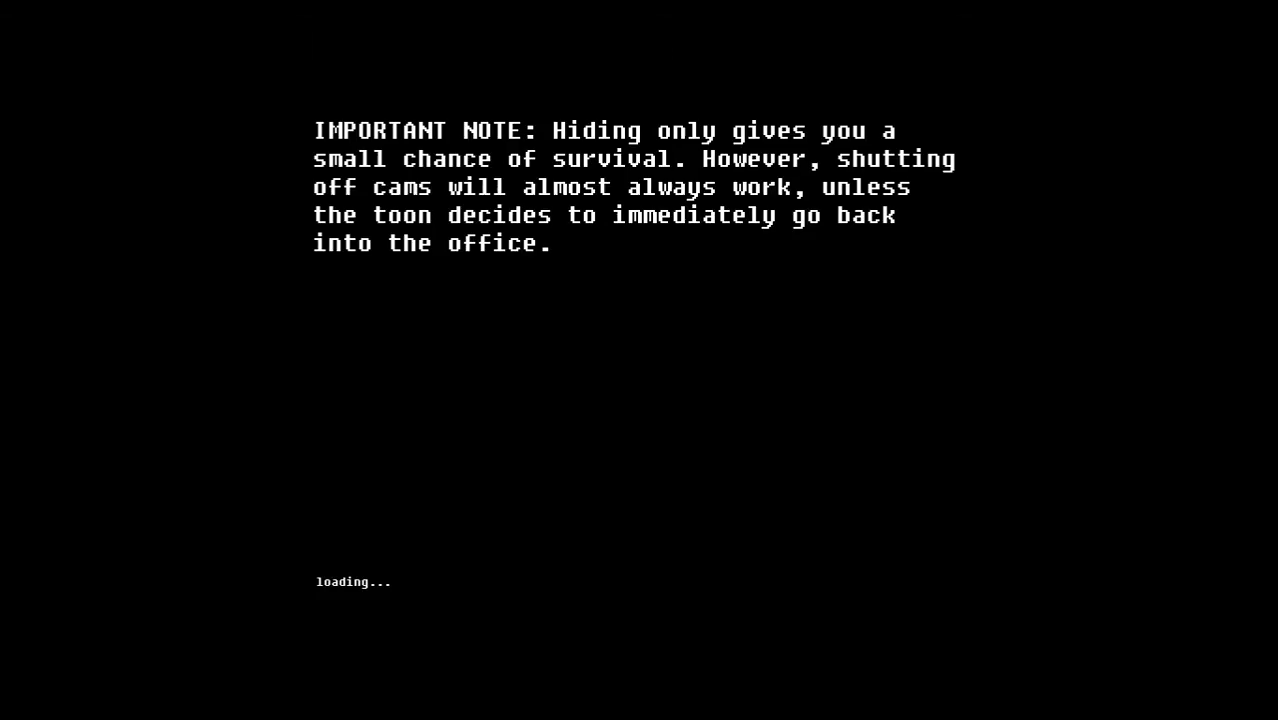 IMPORTANT NOTE: Hiding only gives you a
small chance of survival. However, shutting
off cams will almost always work, unless
the toon decides to immediately go back
into the office.
loading...